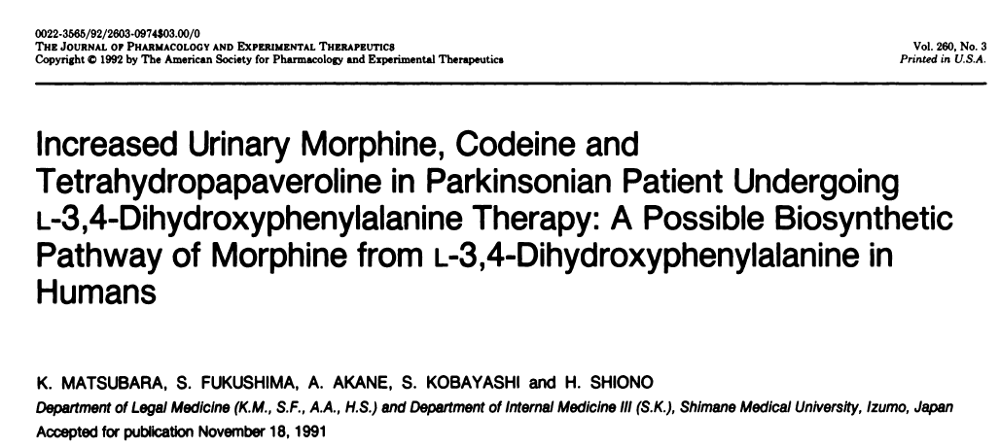 0022-3565/92/2603-0974$03.00/0
THE JOURNAL OF PHARMACOLOGY AND EXPERIMENTAL THERAPEUTICS
Copyright © 1992 by The American Society for Pharmacology and Experimental Therapeutics
Vol. 260, No. 3
Printed in U.S.A.
Increased Urinary Morphine, Codeine and
Tetrahydropapaveroline in Parkinsonian Patient Undergoing
L-3,4-Dihydroxyphenylalanine Therapy: A Possible Biosynthetic
Pathway of Morphine from L-3,4-Dihydroxyphenylalanine in
Humans
K. MATSUBARA, S. FUKUSHIMA, A. AKANE, S. KOBAYASHI and H. SHIONO
Department of Legal Medicine (K.M., S.F., A.A., H.S.) and Department of Internal Medicine III (S.K.), Shimane Medical University, Izumo, Japan
Accepted for publication November 18, 1991